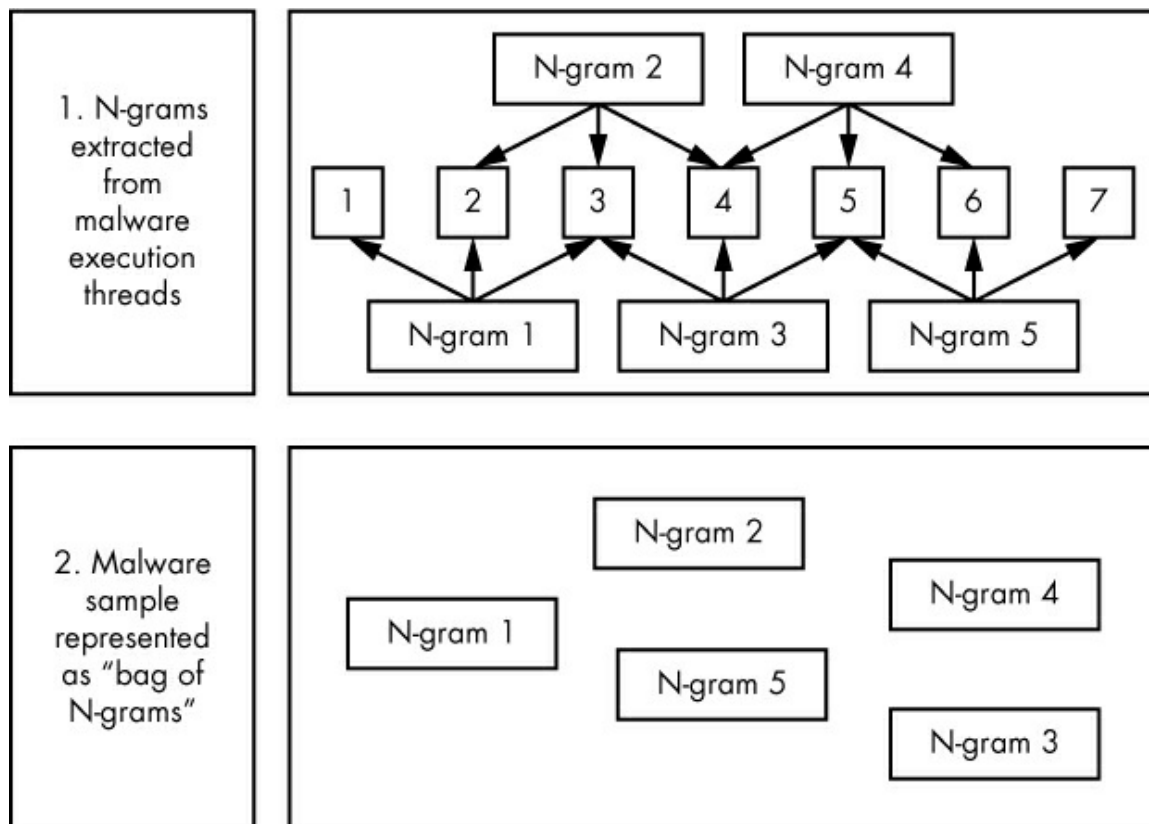 1. N-grams
extracted
from
malware
execution
threads
N-gram 2
N-gram 4
1
2
3
4
5
6
7
N-gram 1
N-gram 3
N-gram 5
2. Malware
sample
represented
as “bag of
N-grams”
N-gram 2
N-gram 4
N-gram 1
N-gram 5
N-gram 3